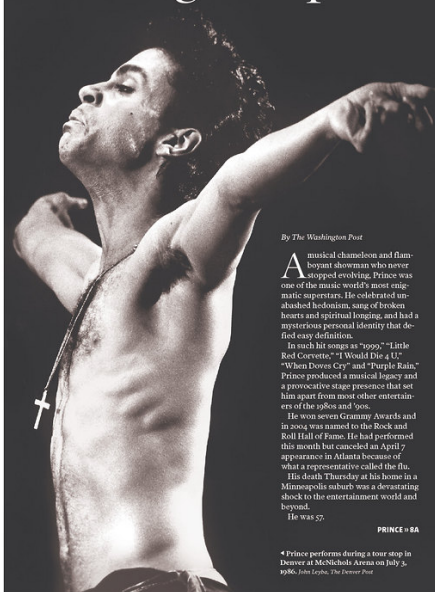 By The Washington Post
A musical chameleon and flam-
boyant showman who never
stopped evolving, Prince was
one of the music world's most enig-
matic superstars. He celebrated un-
abashed hedonism, sang of broken
hearts and spiritual longing, and had a
mysterious personal identity that de-
fied easy definition.
In such hit songs as “1999,” “Little
Red Corvette,” “I Would Die 4 U,”
“When Doves Cry” and “Purple Rain,”
Prince produced a musical legacy and
a provocative stage presence that set
him apart from most other entertain-
ers of the 1980s and ’90s.
He won seven Grammy Awards and
in 2004 was named to the Rock and
Roll Hall of Fame. He had performed
this month but canceled an April 7
appearance in Atlanta because of
what a representative called the flu.
His death Thursday at his home in a
Minneapolis suburb was a devastating
shock to the entertainment world and
beyond.
He was 57.
PRINCE » 8A
◄ Prince performs during a tour stop in
Denver at McNichols Arena on July 3,
1986. John Leyba, The Denver Post